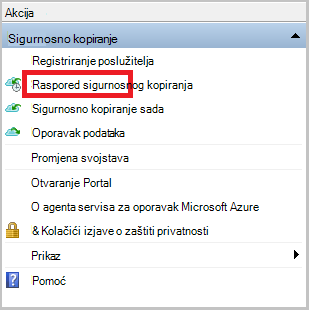 Akcija
Sigurnosno kopiranje
Registriranje poslužitelja
Raspored sigurnosnog kopiranja
Sigurnosno kopiranje sada
Oporavak podataka
Promjena svojstava
Otvaranje Portal
O agenta servisa za oporavak Microsoft Azure
& Kolačići izjave o zaštiti privatnosti
Prikaz
Pomoć